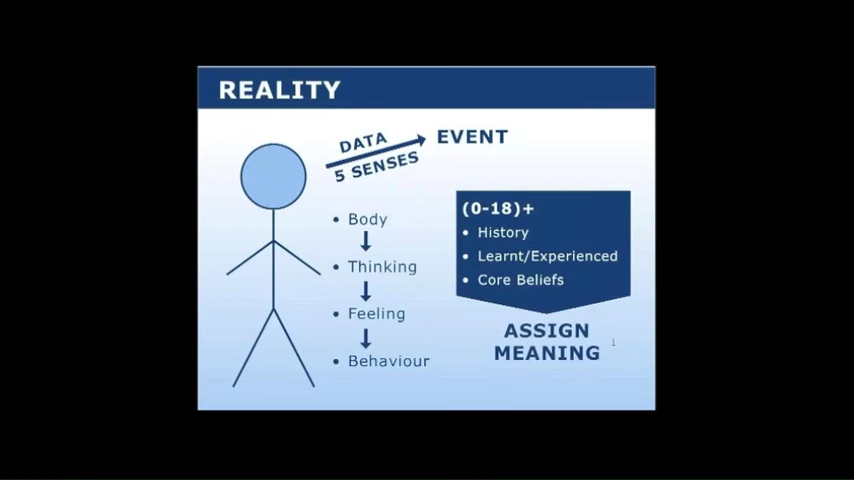 REALITY
DATA
5 SENSES
EVENT
• Body
• Thinking
• Feeling
• Behaviour
(0-18)+
• History
• Learnt/Experienced
• Core Beliefs
ASSIGN
MEANING